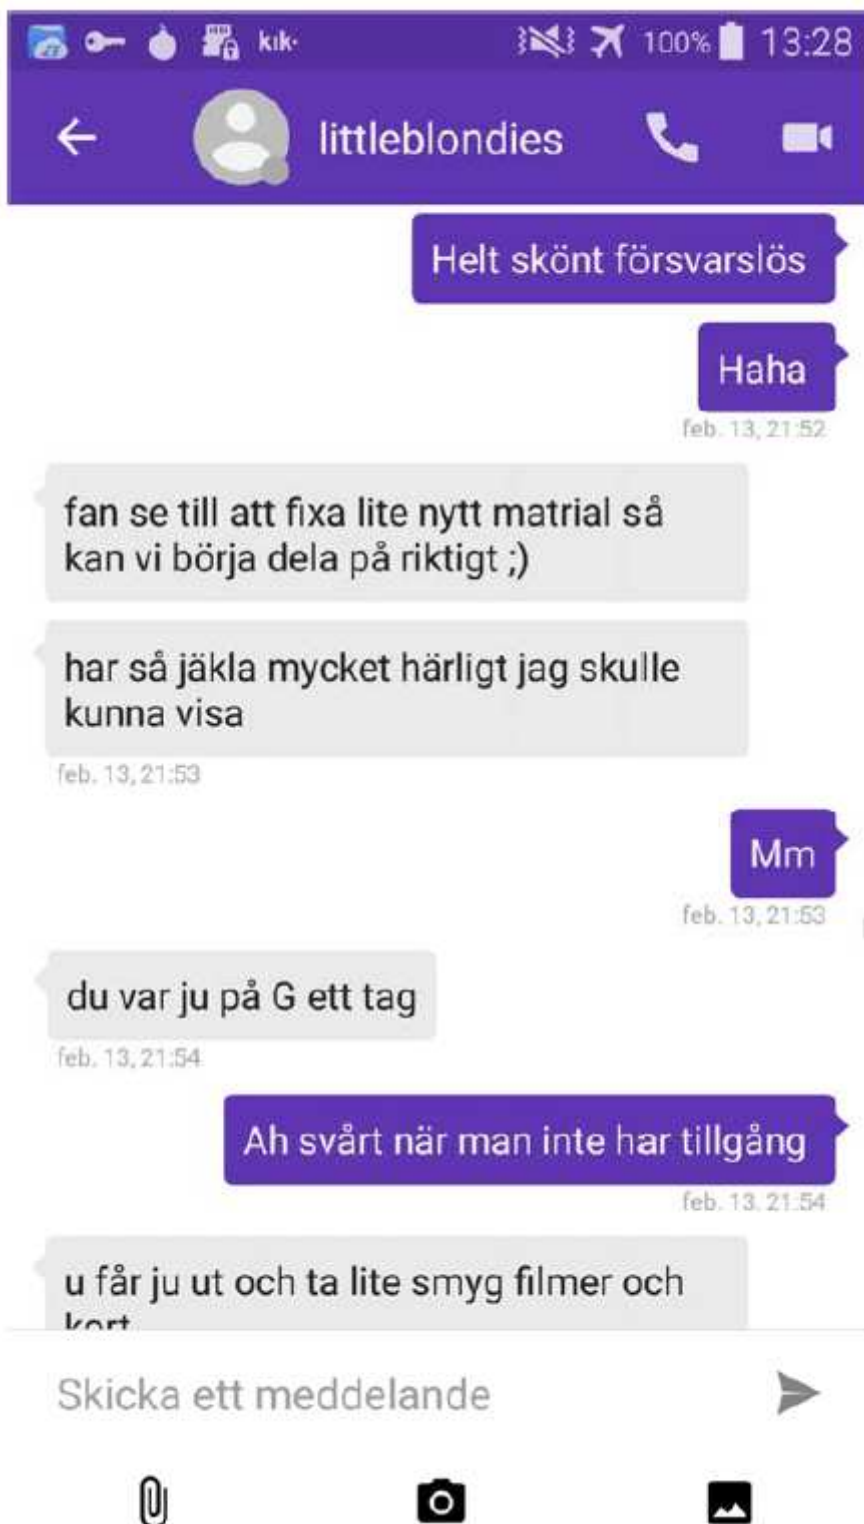 kik·
100%
13:28
littleblondies
Helt skönt försvarslös
Haha
feb. 13, 21:52
fan se till att fixa lite nytt matrial så
kan vi börja dela på riktigt ;)
har så jäkla mycket härligt jag skulle
kunna visa
feb. 13, 21:53
Mm
feb. 13, 21:53
du var ju på G ett tag
feb. 13, 21:54
Ah svårt när man inte har tillgång
feb. 13, 21:54
u får ju ut och ta lite smyg filmer och
kort
Skicka ett meddelande